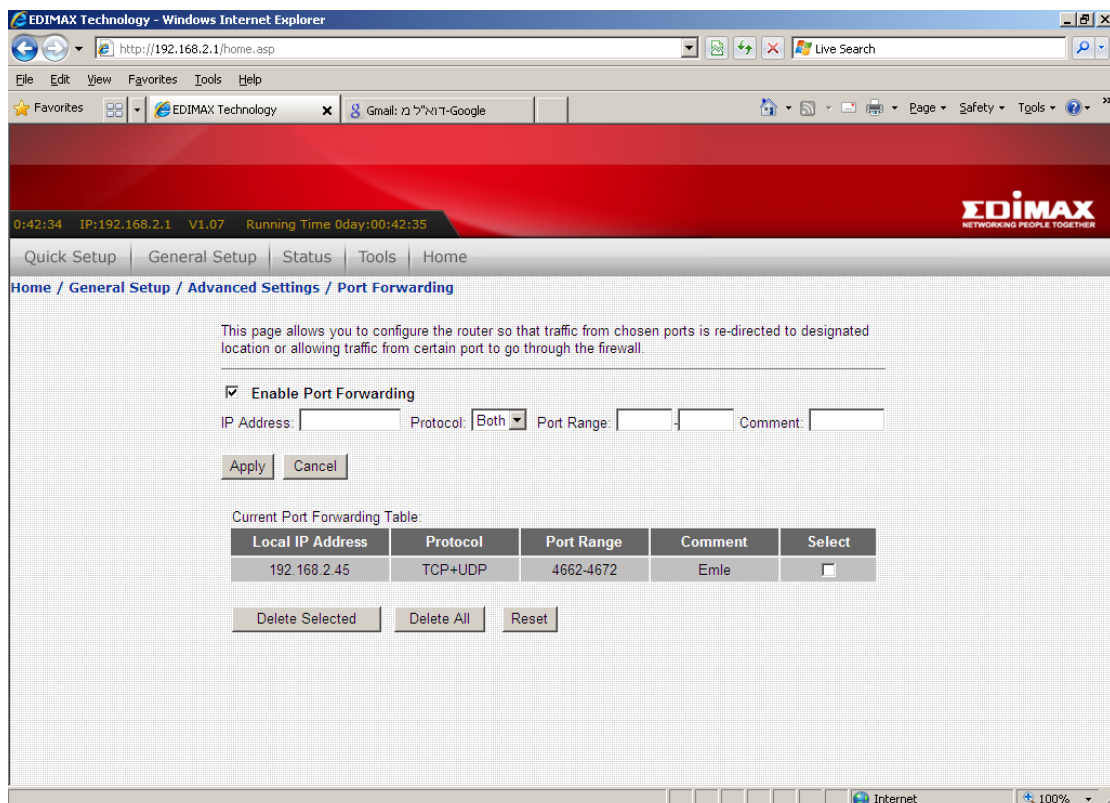 EDIMAX Technology - Windows Internet Explorer
http://192.168.2.1/home.asp
Live Search
File Edit View Favorites Tools Help
Favorites
EDIMAX Technology
Gmail: דוא"ל מ-Google
Page Safety Tools
EDIMAX
NETWORKING PEOPLE TOGETHER
0:42:34 IP:192.168.2.1 V1.07 Running Time 0day:00:42:35
Quick Setup General Setup Status Tools Home
Home / General Setup / Advanced Settings / Port Forwarding
This page allows you to configure the router so that traffic from chosen ports is re-directed to designated
location or allowing traffic from certain port to go through the firewall.
Enable Port Forwarding
IP Address: Protocol: Both Port Range: - Comment:
Apply Cancel
Current Port Forwarding Table:
Local IP Address Protocol Port Range Comment Select
192.168.2.45 TCP+UDP 4662-4672 Emle
Delete Selected Delete All Reset
Internet 100%